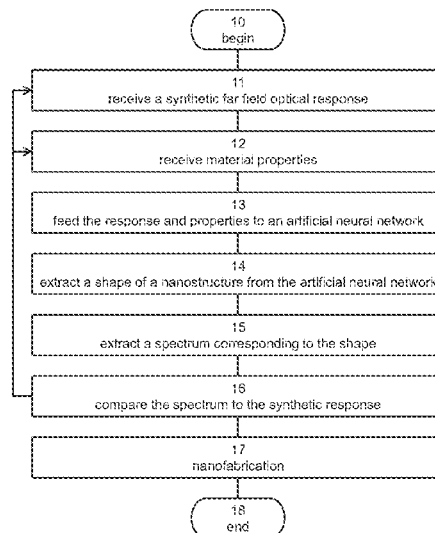 10
begin
11
receive a synthetic far field optical response
12
receive material properties
13
feed the response and properties to an artificial neural network
14
extract a shape of a nanostructure from the artificial neural network
15
extract a spectrum corresponding to the shape
16
compare the spectrum to the synthetic response
17
nanofabrication
18
end